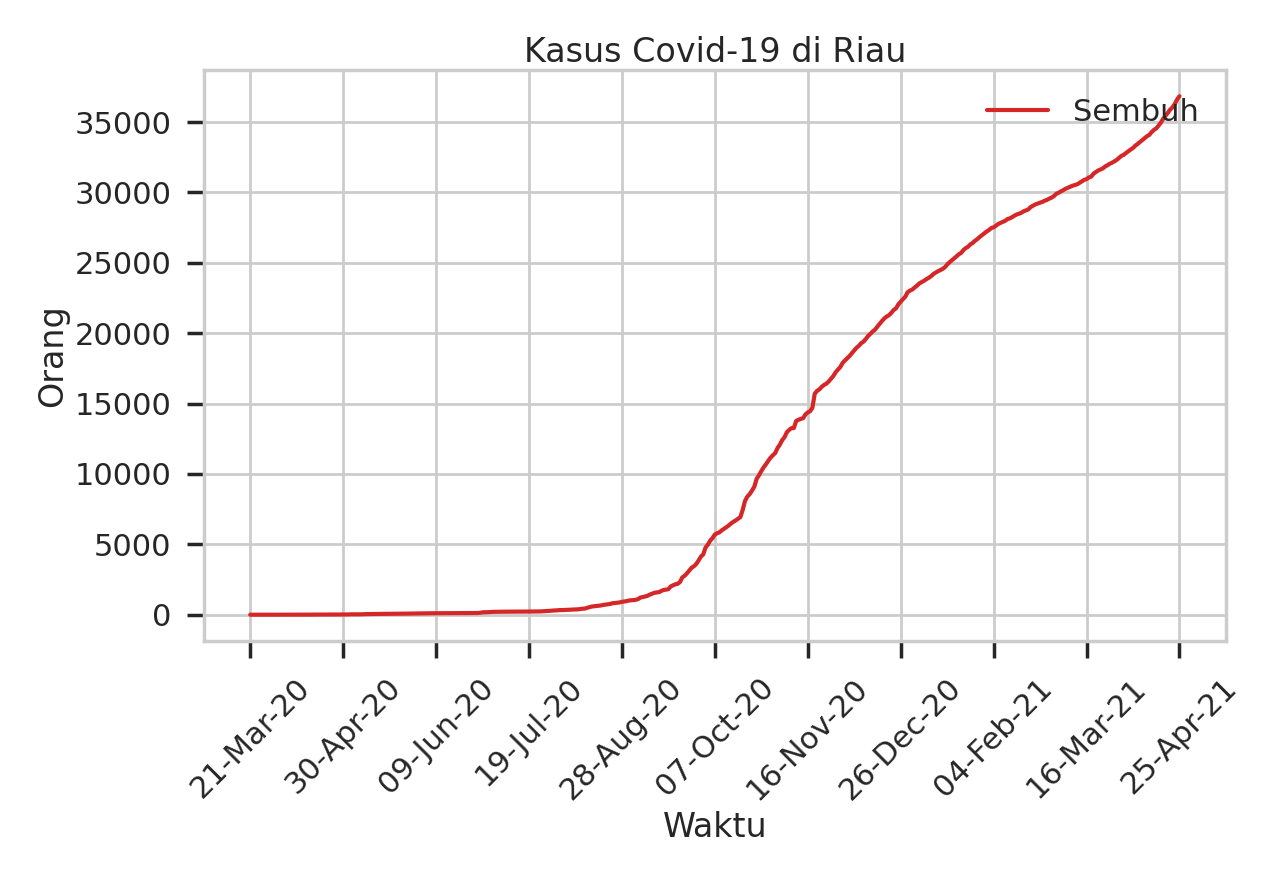 Kasus Covid-19 di Riau
Sembuh
35000
30000
25000
20000
15000
10000
5000
0
Orang
21-Mar-20
30-Apr-20
09-Jun-20
19-Jul-20
28-Aug-20
07-Oct-20
16-Nov-20
26-Dec-20
04-Feb-21
16-Mar-21
25-Apr-21
Waktu